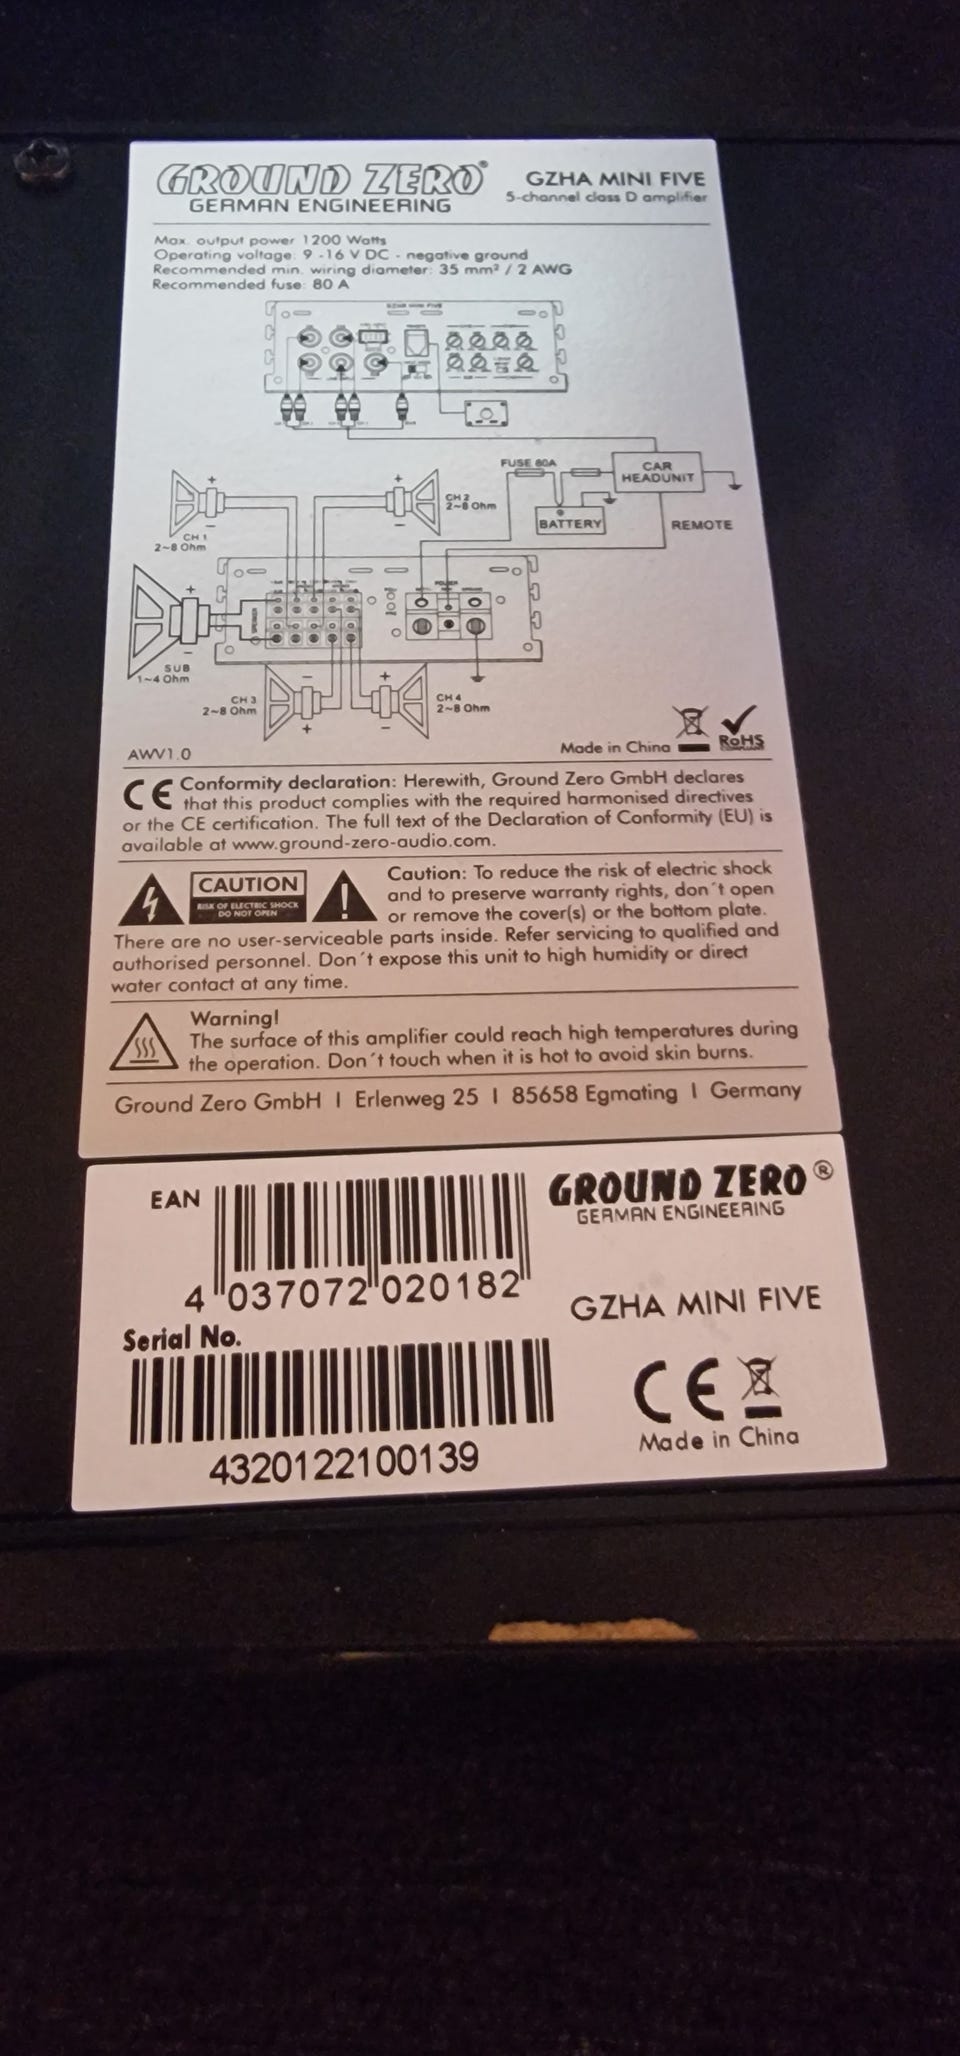 GROUND ZERO®
GERMAN ENGINEERING
GZHA MINI FIVE
5-channel class D amplifier
Max. output power 1200 Watts
Operating voltage: 9 -16 V DC - negative ground
Recommended min. wiring diameter: 35 mm² / 2 AWG
Recommended fuse: 80 A
GZHA MINI FIVE
FUSE 80A
CAR
HEADUNIT
BATTERY
REMOTE
+
-
CH 1
2~8 Ohm
+
-
CH 2
2~8 Ohm
+
-
SUB
1~4 Ohm
POWER
SPEAKER
CH 3
2~8 Ohm
-
+
CH 4
2~8 Ohm
+
-
AWV1.0
Made in China
RoHS
COMPLIANT
CE Conformity declaration: Herewith, Ground Zero GmbH declares
that this product complies with the required harmonised directives
or the CE certification. The full text of the Declaration of Conformity (EU) is
available at www.ground-zero-audio.com.
CAUTION
RISK OF ELECTRIC SHOCK
DO NOT OPEN
!
Caution: To reduce the risk of electric shock
and to preserve warranty rights, don´t open
or remove the cover(s) or the bottom plate.
There are no user-serviceable parts inside. Refer servicing to qualified and
authorised personnel. Don´t expose this unit to high humidity or direct
water contact at any time.
Warning!
The surface of this amplifier could reach high temperatures during
the operation. Don´t touch when it is hot to avoid skin burns.
Ground Zero GmbH | Erlenweg 25 | 85658 Egmating | Germany
EAN
4 037072 020182
GROUND ZERO®
GERMAN ENGINEERING
GZHA MINI FIVE
Serial No.
4320122100139
CE
Made in China